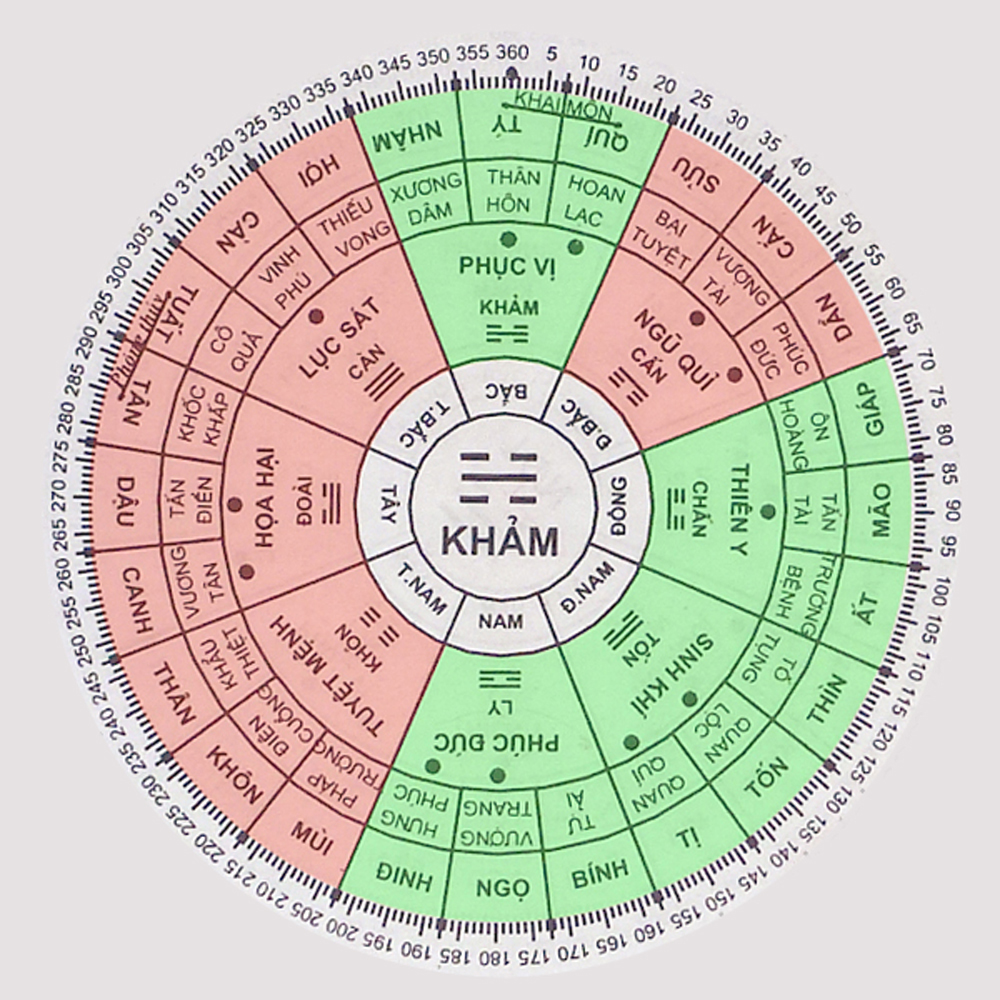 360
5
10
15
20
25
30
35
40
45
50
55
60
65
70
75
80
85
90
95
100
105
110
115
120
125
130
135
140
145
150
155
160
165
170
175
180
185
190
195
200
205
210
215
220
225
230
235
240
245
250
255
260
265
270
275
280
285
290
295
300
305
310
315
320
325
330
335
340
345
350
355
KHAI MÔN
TÝ
QUÍ
SỬU
CẤN
DẦN
GIÁP
MÃO
ẤT
THÌN
TỐN
TỊ
BÍNH
NGỌ
ĐINH
MÙI
KHÔN
THÂN
CANH
DẬU
TÂN
Phóng thủy
TUẤT
CÀN
HỢI
NHÂM
THÂN
HÔN
HOAN
LẠC
BẠI
TUYỆT
VƯỢNG
TÀI
PHÚC
ĐỨC
ÔN
HOÀNG
TẤN
TÀI
TRƯỜNG
BỆNH
TỐ
TỤNG
QUAN
LỘC
QUAN
QUÍ
TỰ
ẢI
VƯỢNG
TRANG
HƯNG
PHÚC
PHÁP
TRƯỜNG
ĐIÊN
CUỒNG
KHẨU
THIỆT
VƯƠNG
TÂN
TẤN
ĐIỀN
KHỐC
KHẤP
CÔ
QUẢ
VINH
PHÚ
THIẾU
VONG
XƯƠNG
DÂM
PHỤC VỊ
KHẢM
NGŨ QUỈ
CẤN
THIÊN Y
CHẤN
SINH KHÍ
TỐN
PHÚC ĐỨC
LY
TUYỆT MỆNH
KHÔN
HỌA HẠI
ĐOÀI
LỤC SÁT
CÀN
BẮC
Đ.BẮC
ĐÔNG
Đ.NAM
NAM
T.NAM
TÂY
T.BẮC
KHẢM